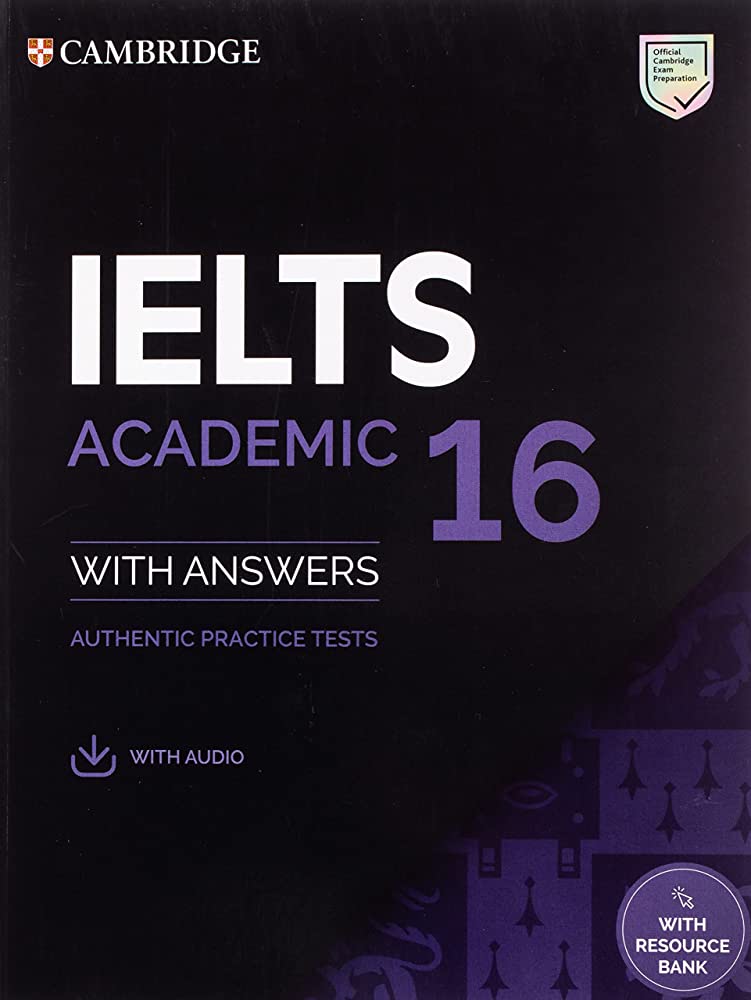 CAMBRIDGE
Official
Cambridge
Exam
Preparation
IELTS
ACADEMIC 16
WITH ANSWERS
AUTHENTIC PRACTICE TESTS
WITH AUDIO
WITH
RESOURCE
BANK